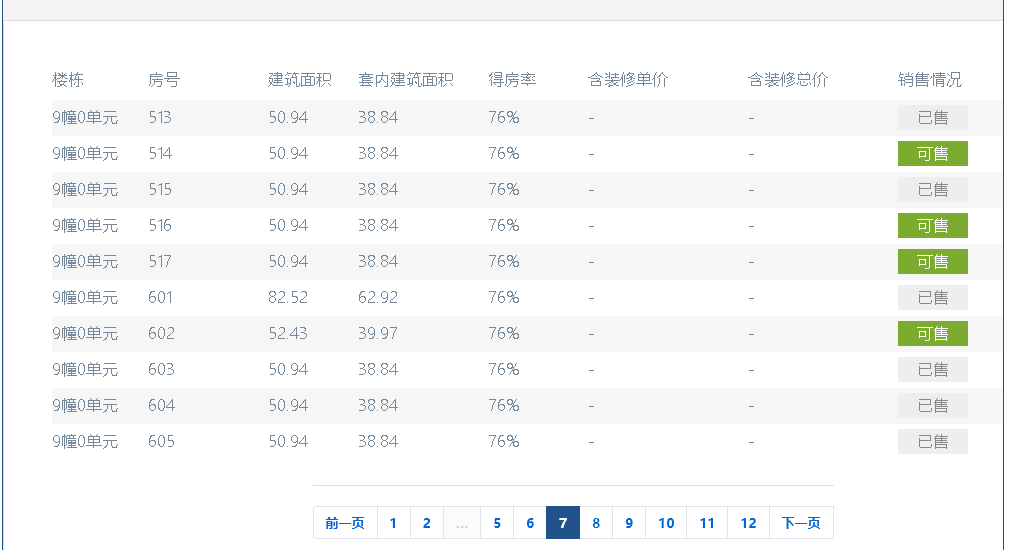 楼栋 房号 建筑面积 套内建筑面积 得房率 含装修单价 含装修总价 销售情况
9幢0单元 513 50.94 38.84 76% - - 已售
9幢0单元 514 50.94 38.84 76% - - 可售
9幢0单元 515 50.94 38.84 76% - - 已售
9幢0单元 516 50.94 38.84 76% - - 可售
9幢0单元 517 50.94 38.84 76% - - 可售
9幢0单元 601 82.52 62.92 76% - - 已售
9幢0单元 602 52.43 39.97 76% - - 可售
9幢0单元 603 50.94 38.84 76% - - 已售
9幢0单元 604 50.94 38.84 76% - - 已售
9幢0单元 605 50.94 38.84 76% - - 已售
前一页 1 2 ... 5 6 7 8 9 10 11 12 下一页